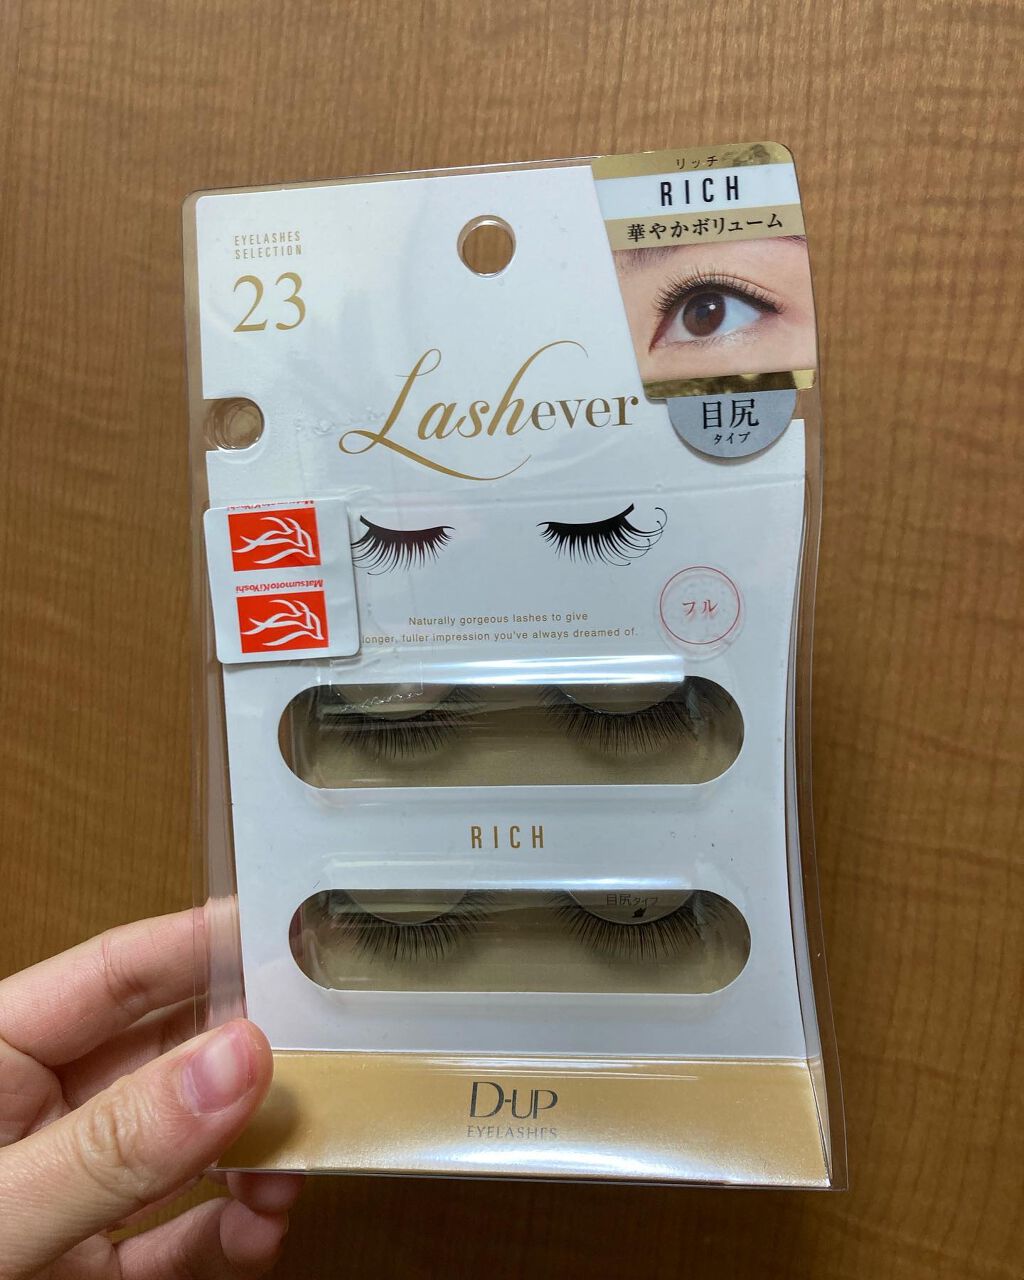 リッチ
RICH
華やかボリューム
目尻
タイプ
EYELASHES
SELECTION
23
Lashever
MatsumotoKiYoshi
MatsumotoKiYoshi
Naturally gorgeous lashes to give
longer, fuller impression you've always dreamed of.
フル
RICH
目尻タイプ
D-UP
EYELASHES